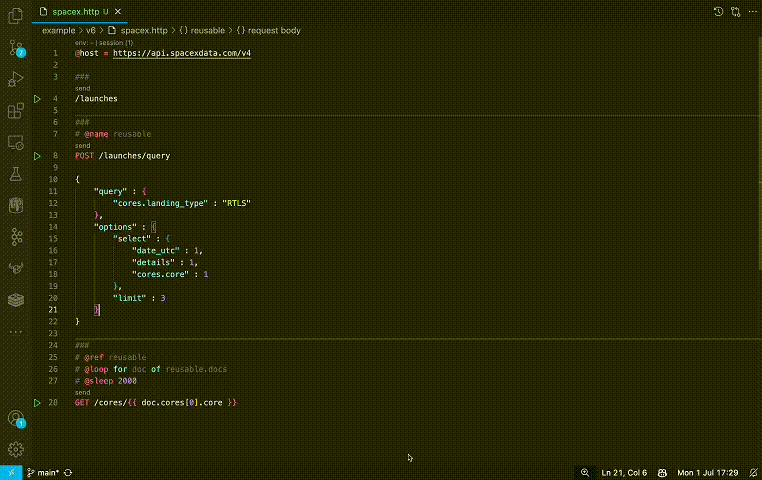 spacex.http U
example > v6 > spacex.http > {} reusable > {} request body
env: - | session (1)
1 @host = https://api.spacexdata.com/v4
2
3 ###
send
4 /launches
5
6 ###
7 # @name reusable
send
8 POST /launches/query
9
10 {
11 "query" : {
12 "cores.landing_type" : "RTLS"
13 },
14 "options" : {
15 "select" : {
16 "date_utc" : 1,
17 "details" : 1,
18 "cores.core" : 1
19 },
20 "limit" : 3
21 }
22 }
23
24 ###
25 # @ref reusable
26 # @loop for doc of reusable.docs
27 # @sleep 2000
send
28 GET /cores/{{ doc.cores[0].core }}
7
1
main* Ln 21, Col 6 Mon 1 Jul 17:29